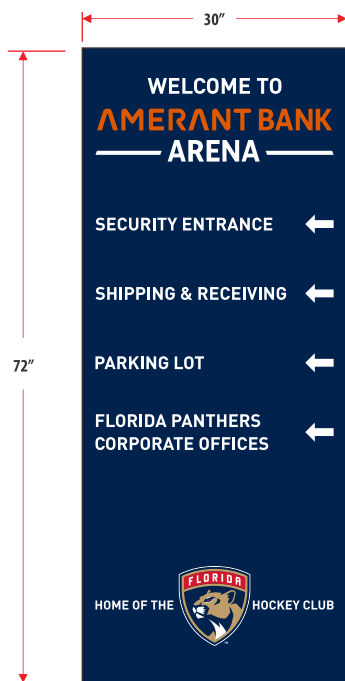 30”
WELCOME TO
AMERANT BANK
ARENA
SECURITY ENTRANCE
SHIPPING & RECEIVING
PARKING LOT
72”
FLORIDA PANTHERS
CORPORATE OFFICES
FLORIDA
HOME OF THE HOCKEY CLUB